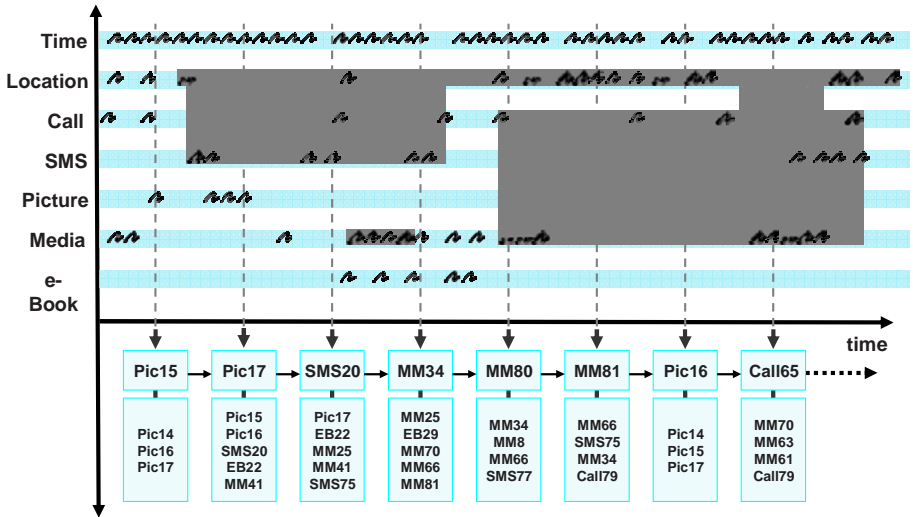 Time
Location
Call
SMS
Picture
Media
e-
Book
time
Pic15
Pic17
SMS20
MM34
MM80
MM81
Pic16
Call65
Pic14
Pic16
Pic17
Pic15
Pic16
SMS20
EB22
MM41
Pic17
EB22
MM25
MM41
SMS75
MM25
EB29
MM70
MM66
MM81
MM34
MM8
MM66
SMS77
MM66
SMS75
MM34
Call79
Pic14
Pic15
Pic17
MM70
MM63
MM61
Call79